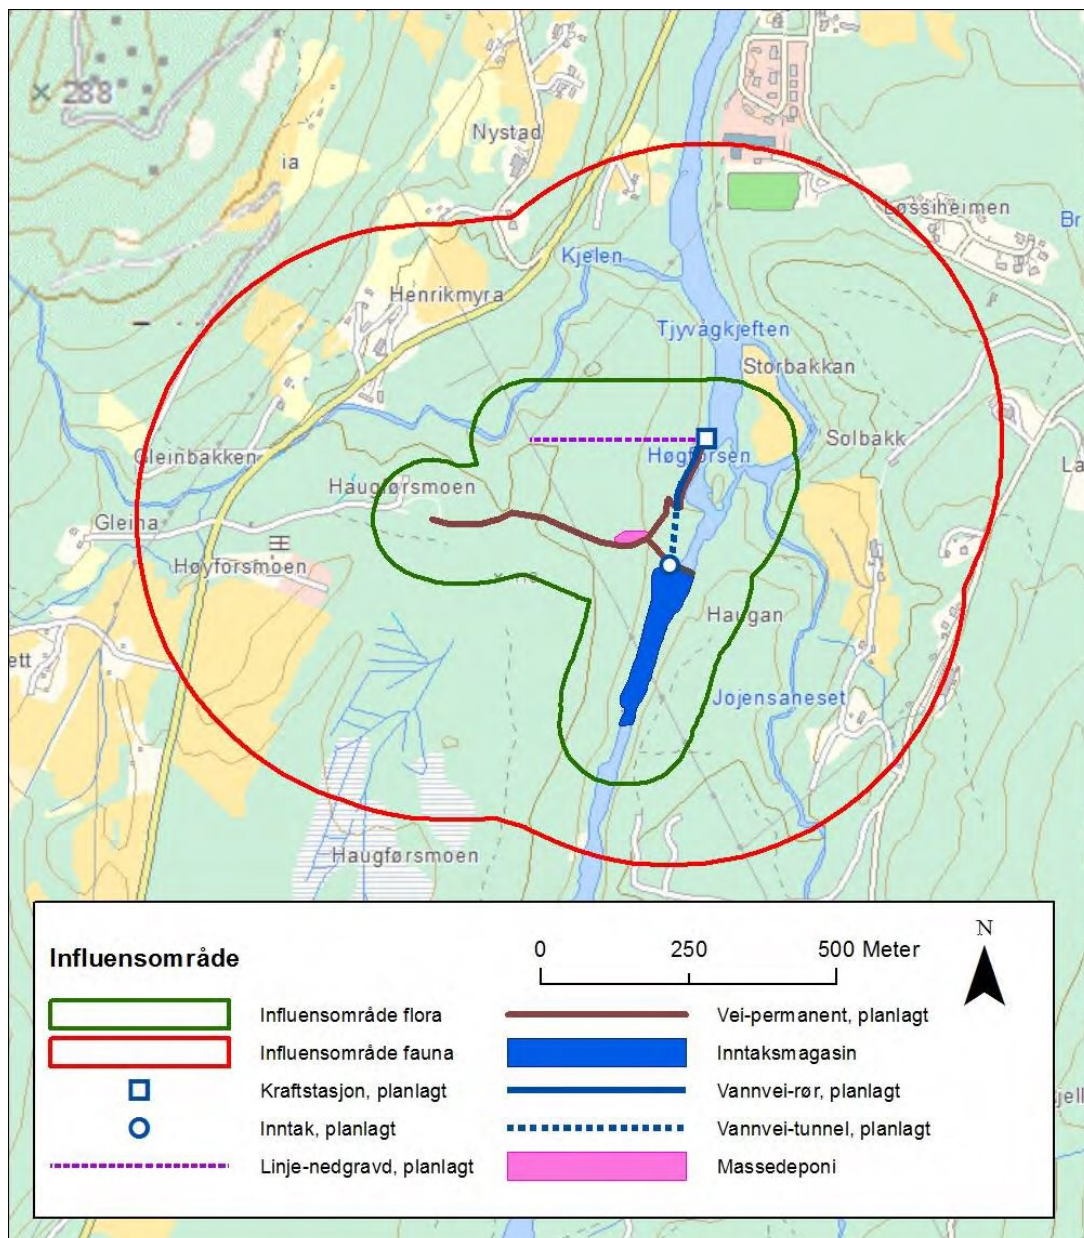 288
Nystad
ia
Løssiheimen
Br
Kjelen
Henrikmyra
Tjyvågkjeften
Storbakkan
Solbakk
Gleinbakken
Høgforsen
La
Haugførsmoen
Gleina
Høyforsmoen
Haugan
ett
Jojensaneset
Haugførsmoen
Influensområde
0 250 500 Meter
N
Influensområde flora
Influensområde fauna
Kraftstasjon, planlagt
Inntak, planlagt
Linje-nedgravd, planlagt
Vei-permanent, planlagt
Inntaksmagasin
Vannvei-rør, planlagt
Vannvei-tunnel, planlagt
Massedeponi
jell